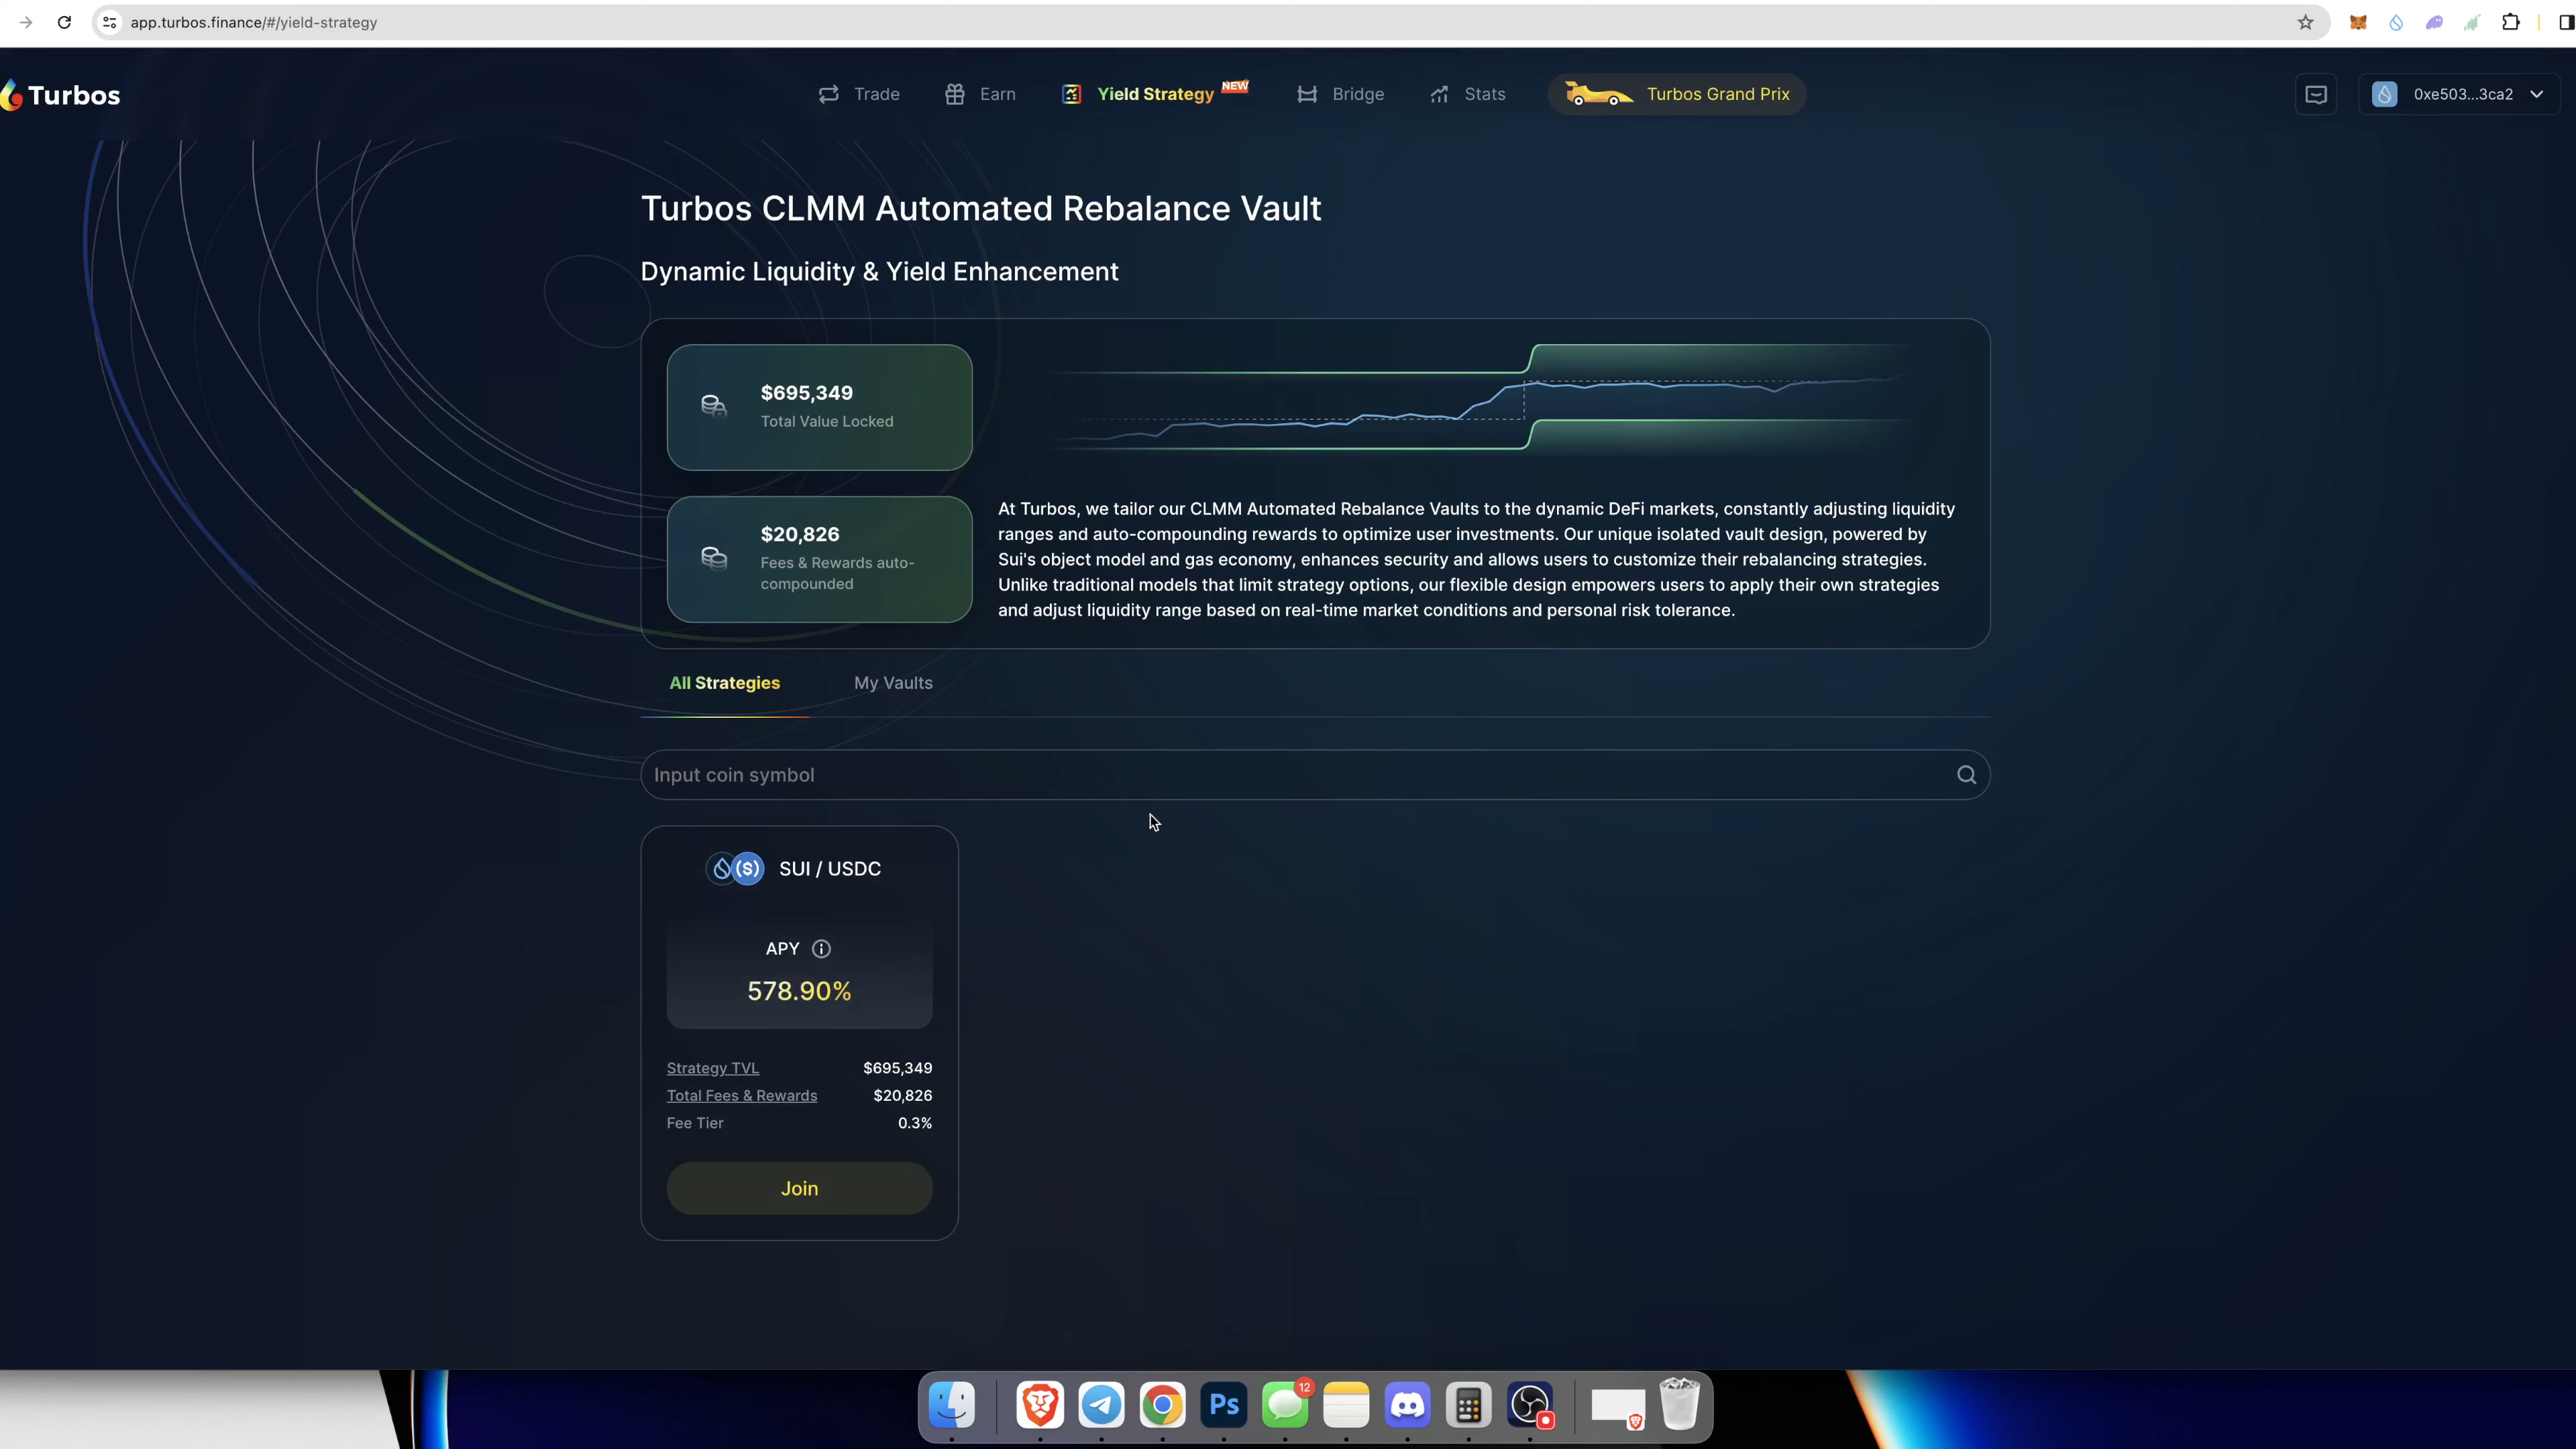 app.turbos.finance/#/yield-strategy
Turbos
Trade
Earn
Yield Strategy
NEW
Bridge
Stats
Turbos Grand Prix
0xe503...3ca2
Turbos CLMM Automated Rebalance Vault
Dynamic Liquidity & Yield Enhancement
$695,349
Total Value Locked
$20,826
Fees & Rewards auto-
compounded
At Turbos, we tailor our CLMM Automated Rebalance Vaults to the dynamic DeFi markets, constantly adjusting liquidity
ranges and auto-compounding rewards to optimize user investments. Our unique isolated vault design, powered by
Sui's object model and gas economy, enhances security and allows users to customize their rebalancing strategies.
Unlike traditional models that limit strategy options, our flexible design empowers users to apply their own strategies
and adjust liquidity range based on real-time market conditions and personal risk tolerance.
All Strategies
My Vaults
Input coin symbol
SUI / USDC
APY
578.90%
Strategy TVL
$695,349
Total Fees & Rewards
$20,826
Fee Tier
0.3%
Join
Ps
12